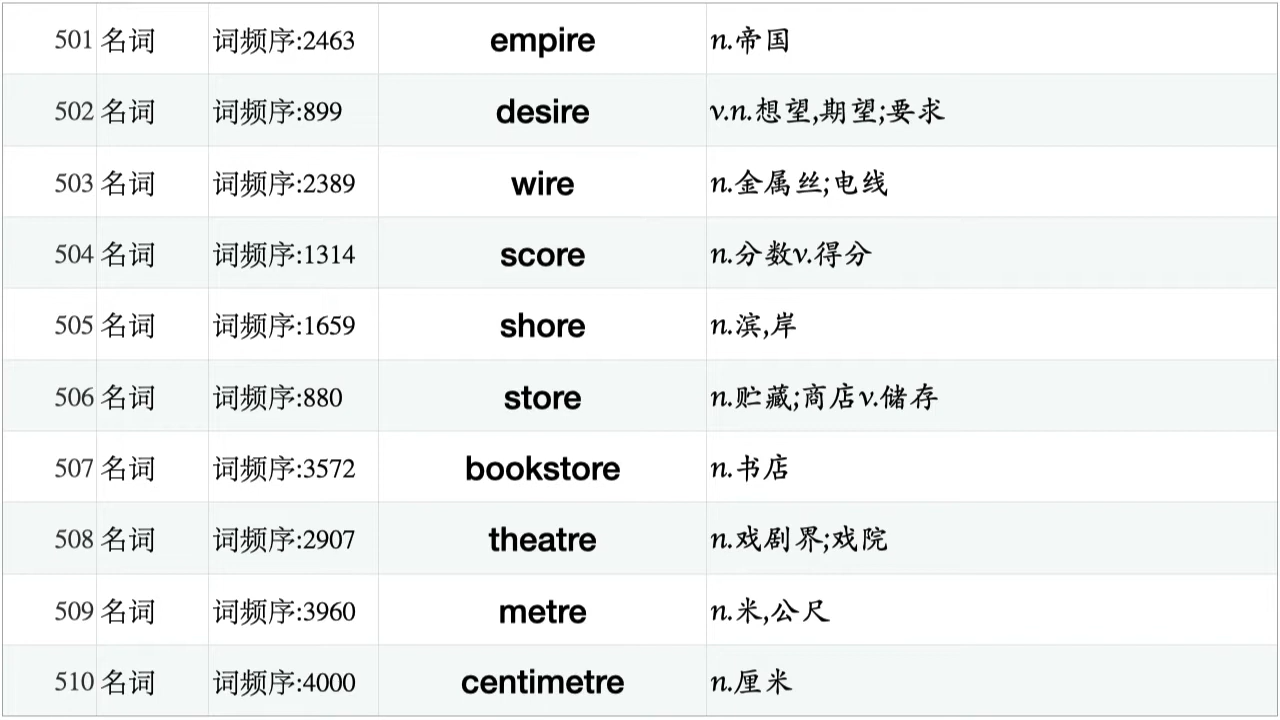 501 名词 词频序:2463 empire n.帝国
502 名词 词频序:899 desire v.n.想望,期望;要求
503 名词 词频序:2389 wire n.金属丝;电线
504 名词 词频序:1314 score n.分数v.得分
505 名词 词频序:1659 shore n.滨,岸
506 名词 词频序:880 store n.贮藏;商店v.储存
507 名词 词频序:3572 bookstore n.书店
508 名词 词频序:2907 theatre n.戏剧界;戏院
509 名词 词频序:3960 metre n.米,公尺
510 名词 词频序:4000 centimetre n.厘米